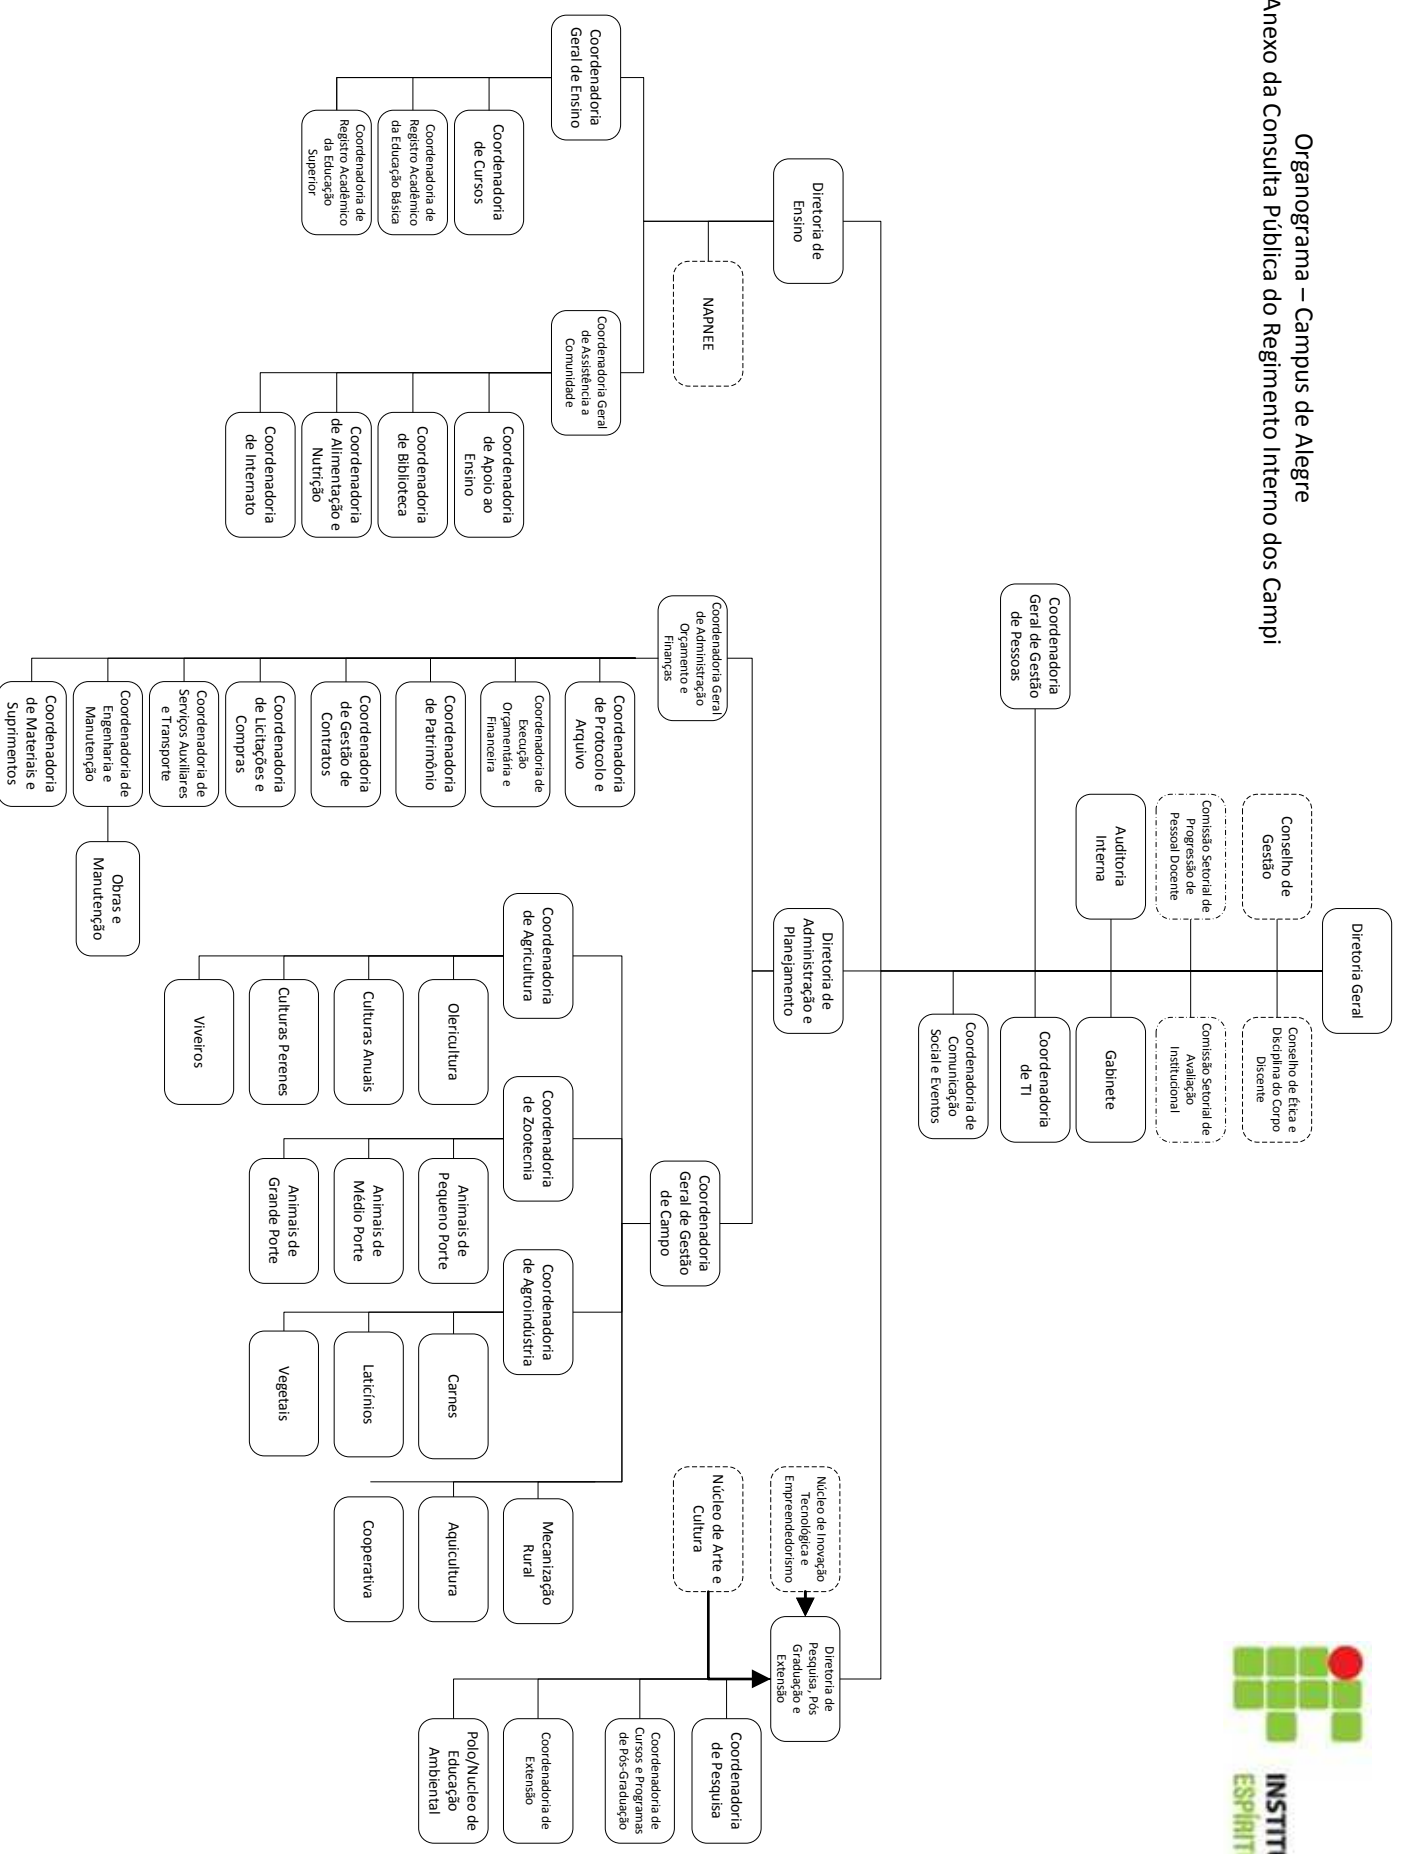 Organograma – Campus de Alegre
Anexo da Consulta Pública do Regimento Interno dos Campi
Diretoria Geral
Conselho de
Gestão
Conselho de Ética e
Disciplina do Corpo
Discente
Comissão Setorial de
Progressão de
Pessoal Docente
Comissão Setorial de
Avaliação
Institucional
Auditoria
Interna
Gabinete
Coordenadoria
Geral de Gestão
de Pessoas
Coordenadoria
de TI
Coordenadoria de
Comunicação
Social e Eventos
Diretoria de
Ensino
NAPNEE
Coordenadoria
Geral de Ensino
Coordenadoria
de Cursos
Coordenadoria de
Registro Acadêmico
da Educação Básica
Coordenadoria de
Registro Acadêmico
da Educação
Superior
Coordenadoria Geral
de Assistência a
Comunidade
Coordenadoria
de Apoio ao
Ensino
Coordenadoria
de Biblioteca
Coordenadoria
de Alimentação e
Nutrição
Coordenadoria
de Internato
Diretoria de
Administração e
Planejamento
Coordenadoria Geral
de Administração
Orçamento e
Finanças
Coordenadoria
de Protocolo e
Arquivo
Coordenadoria de
Execução
Orçamentária e
Financeira
Coordenadoria
de Patrimônio
Coordenadoria
de Gestão de
Contratos
Coordenadoria
de Licitações e
Compras
Coordenadoria de
Serviços Auxiliares
e Transporte
Coordenadoria de
Engenharia e
Manutenção
Obras e
Manutenção
Coordenadoria
de Materiais e
Suprimentos
Coordenadoria
Geral de Gestão
de Campo
Coordenadoria
de Agricultura
Olericultura
Culturas Anuais
Culturas Perenes
Viveiros
Coordenadoria
de Zootecnia
Animais de
Pequeno Porte
Animais de
Médio Porte
Animais de
Grande Porte
Coordenadoria
de Agroindústria
Carnes
Laticínios
Vegetais
Mecanização
Rural
Aquicultura
Cooperativa
Núcleo de Inovação
Tecnológica e
Empreendedorismo
Núcleo de Arte e
Cultura
Diretoria de
Pesquisa, Pós
Graduação e
Extensão
Coordenadoria
de Pesquisa
Coordenadoria de
Cursos e Programas
de Pós-Graduação
Coordenadoria de
Extensão
Polo/Nucleo de
Educação
Ambiental
INSTIT
ESPÍRIT